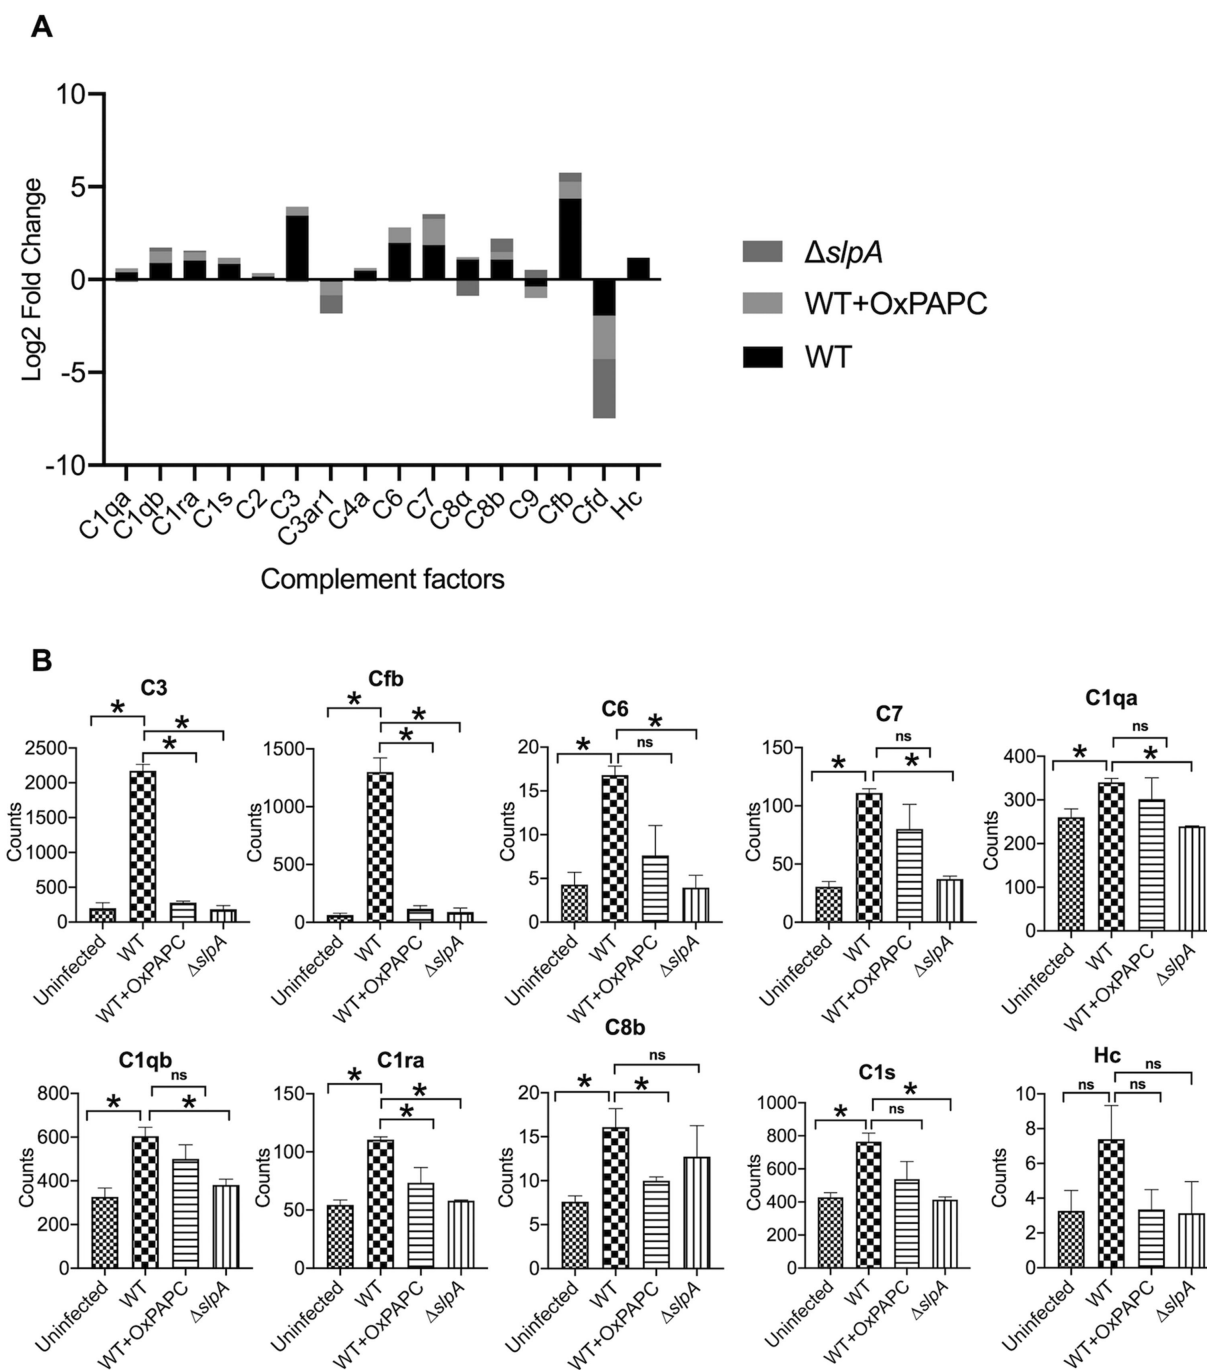 A
10
5
0
-5
-10
Log2 Fold Change
C1qa
C1qb
C1ra
C1s
C2
C3
C3ar1
C4a
C6
C7
C8α
C8b
C9
Cfb
Cfd
Hc
Complement factors
ΔslpA
WT+OxPAPC
WT
B
C3
*
*
*
2500
2000
1500
1000
500
0
Counts
Uninfected
WT
WT+OxPAPC
ΔslpA
Cfb
*
*
*
1500
1000
500
0
Counts
Uninfected
WT
WT+OxPAPC
ΔslpA
C6
*
*
ns
20
15
10
5
0
Counts
Uninfected
WT
WT+OxPAPC
ΔslpA
C7
ns
*
*
150
100
50
0
Counts
Uninfected
WT
WT+OxPAPC
ΔslpA
C1qa
ns
*
*
400
300
200
100
0
Counts
Uninfected
WT
WT+OxPAPC
ΔslpA
C1qb
ns
*
*
800
600
400
200
0
Counts
Uninfected
WT
WT+OxPAPC
ΔslpA
C1ra
*
*
*
150
100
50
0
Counts
Uninfected
WT
WT+OxPAPC
ΔslpA
C8b
ns
*
*
20
15
10
5
0
Counts
Uninfected
WT
WT+OxPAPC
ΔslpA
C1s
*
*
ns
1000
800
600
400
200
0
Counts
Uninfected
WT
WT+OxPAPC
ΔslpA
Hc
ns
ns
ns
10
8
6
4
2
0
Counts
Uninfected
WT
WT+OxPAPC
ΔslpA